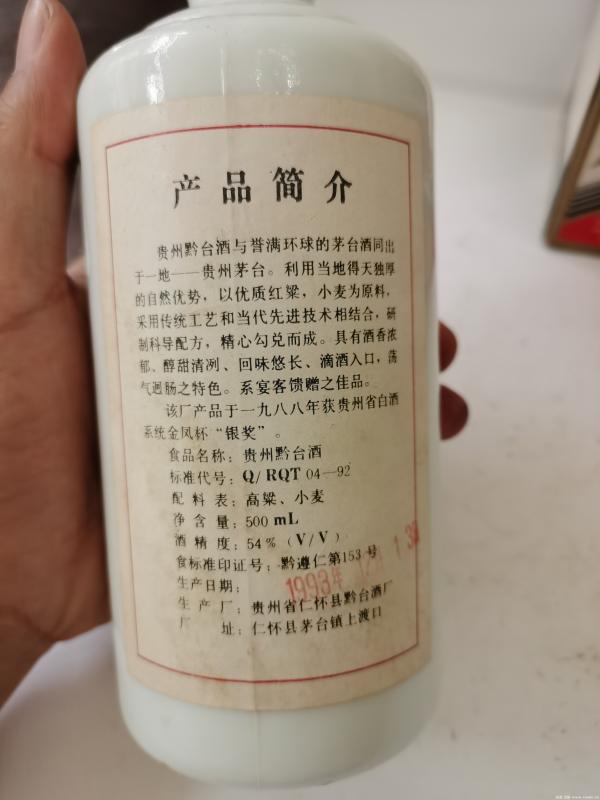 产品简介
贵州黔台酒与誉满环球的茅台酒同出
于一地——贵州茅台。利用当地得天独厚
的自然优势，以优质红粱，小麦为原料，
采用传统工艺和当代先进技术相结合，研
制科导配方，精心勾兑而成。具有酒香浓
郁、醇甜清冽、回味悠长、滴酒入口，荡
气迴肠之特色。系宴客馈赠之佳品。
该厂产品于一九八八年获贵州省白酒
系统金凤杯“银奖”。
食品名称：贵州黔台酒
标准代号：Q/RQT 04—92
配料表：高粱、小麦
净含量：500 mL
酒精度：54%（V/V）
食标准印证号：黔遵仁第153号
生产日期：
1993年
生产厂：贵州省仁怀县黔台酒厂
厂址：仁怀县茅台镇上渡口